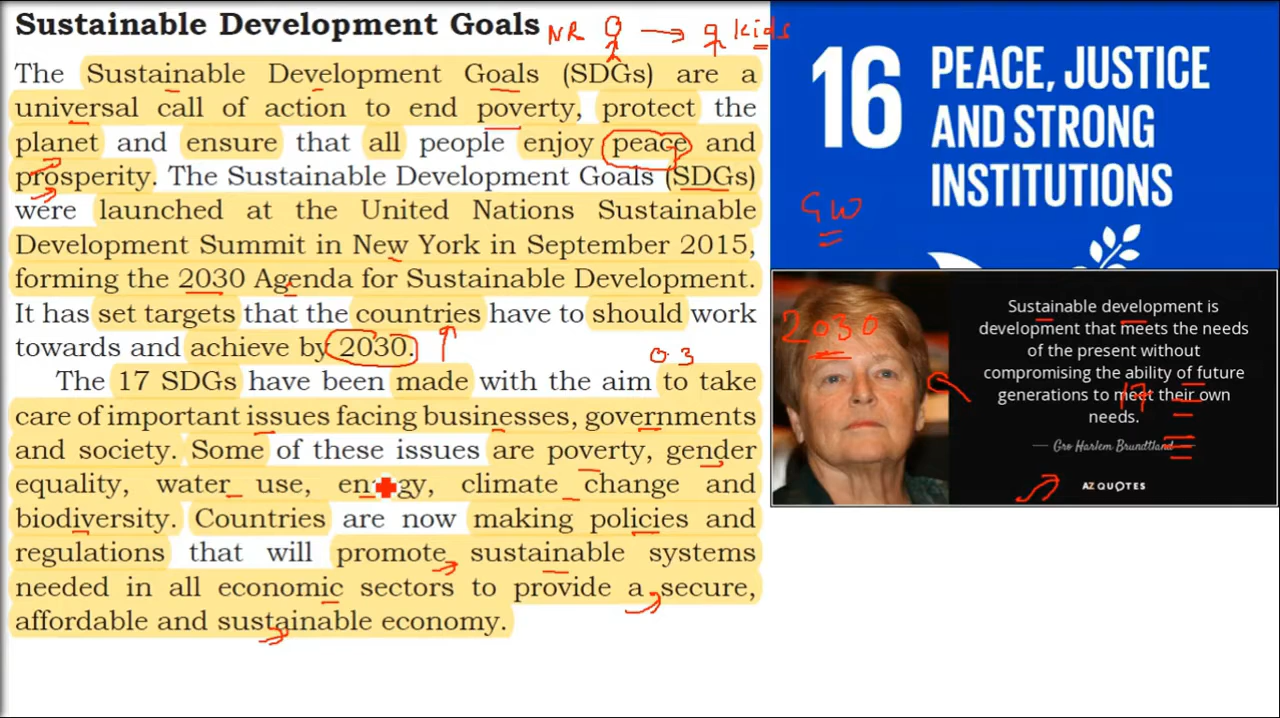 Sustainable Development Goals
NR → kids
The Sustainable Development Goals (SDGs) are a
universal call of action to end poverty, protect the
planet and ensure that all people enjoy peace and
prosperity. The Sustainable Development Goals (SDGs)
were launched at the United Nations Sustainable
Development Summit in New York in September 2015,
forming the 2030 Agenda for Sustainable Development.
It has set targets that the countries have to should work
towards and achieve by 2030.
0.3
The 17 SDGs have been made with the aim to take
care of important issues facing businesses, governments
and society. Some of these issues are poverty, gender
equality, water use, energy, climate change and
biodiversity. Countries are now making policies and
regulations that will promote sustainable systems
needed in all economic sectors to provide a secure,
affordable and sustainable economy.
16 PEACE, JUSTICE
AND STRONG
INSTITUTIONS
GW
2030
Sustainable development is
development that meets the needs
of the present without
compromising the ability of future
generations to meet their own
needs.
17
— Gro Harlem Brundtland —
AZ QUOTES